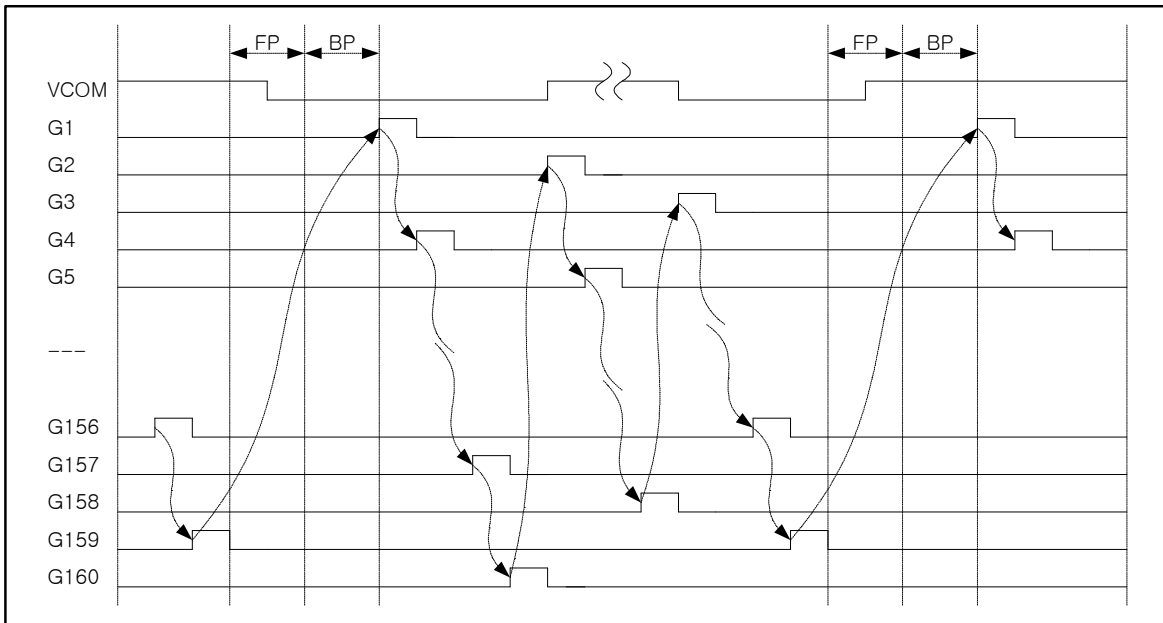 FP BP FP BP
VCOM
G1
G2
G3
G4
G5
---
G156
G157
G158
G159
G160